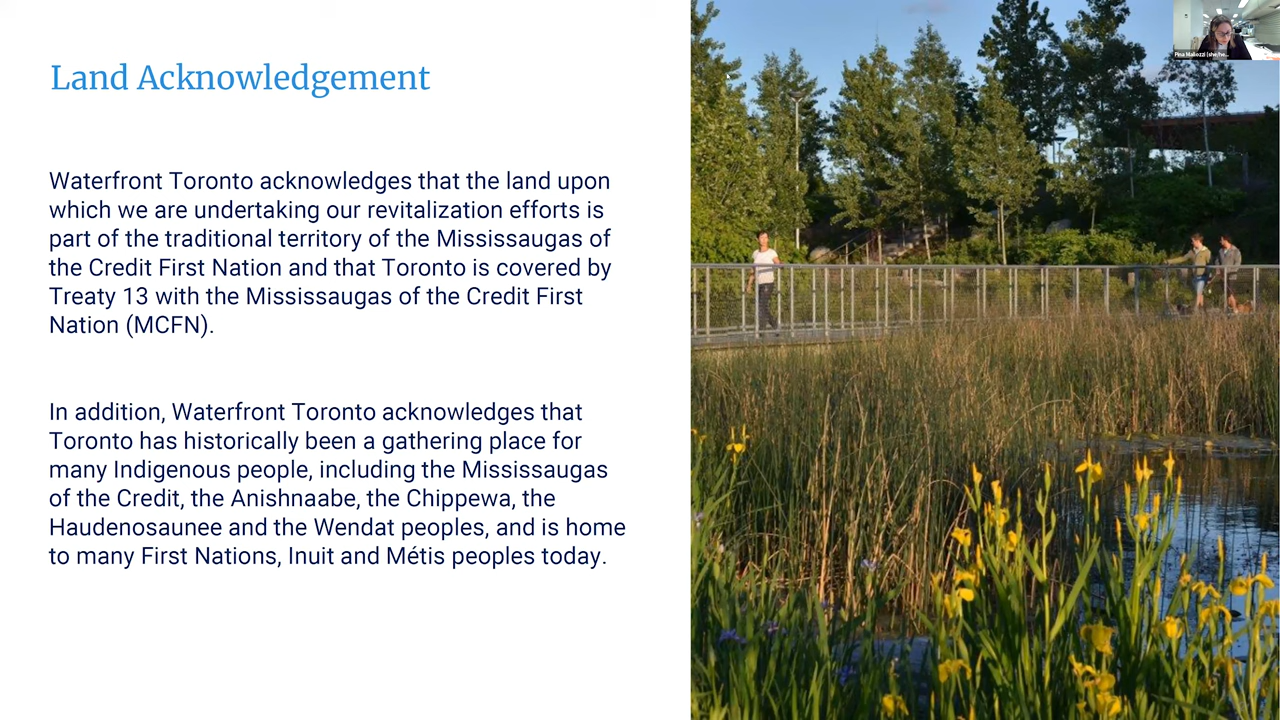 Land Acknowledgement
Waterfront Toronto acknowledges that the land upon
which we are undertaking our revitalization efforts is
part of the traditional territory of the Mississaugas of
the Credit First Nation and that Toronto is covered by
Treaty 13 with the Mississaugas of the Credit First
Nation (MCFN).
In addition, Waterfront Toronto acknowledges that
Toronto has historically been a gathering place for
many Indigenous people, including the Mississaugas
of the Credit, the Anishnaabe, the Chippewa, the
Haudenosaunee and the Wendat peoples, and is home
to many First Nations, Inuit and Métis peoples today.
Pina Mallozzi (she/he...